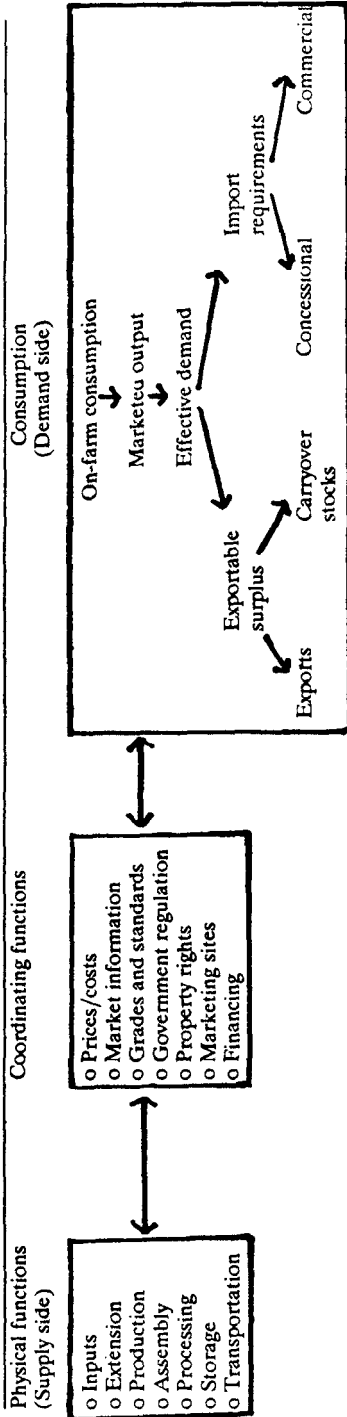 Physical functions
(Supply side)
o Inputs
o Extension
o Production
o Assembly
o Processing
o Storage
o Transportation
Coordinating functions
o Prices/costs
o Market information
o Grades and standards
o Government regulation
o Property rights
o Marketing sites
o Financing
Consumption
(Demand side)
On-farm consumption
Marketeu output
Effective demand
Exportable
surplus
Import
requirements
Exports
Carryover
stocks
Concessional
Commercial